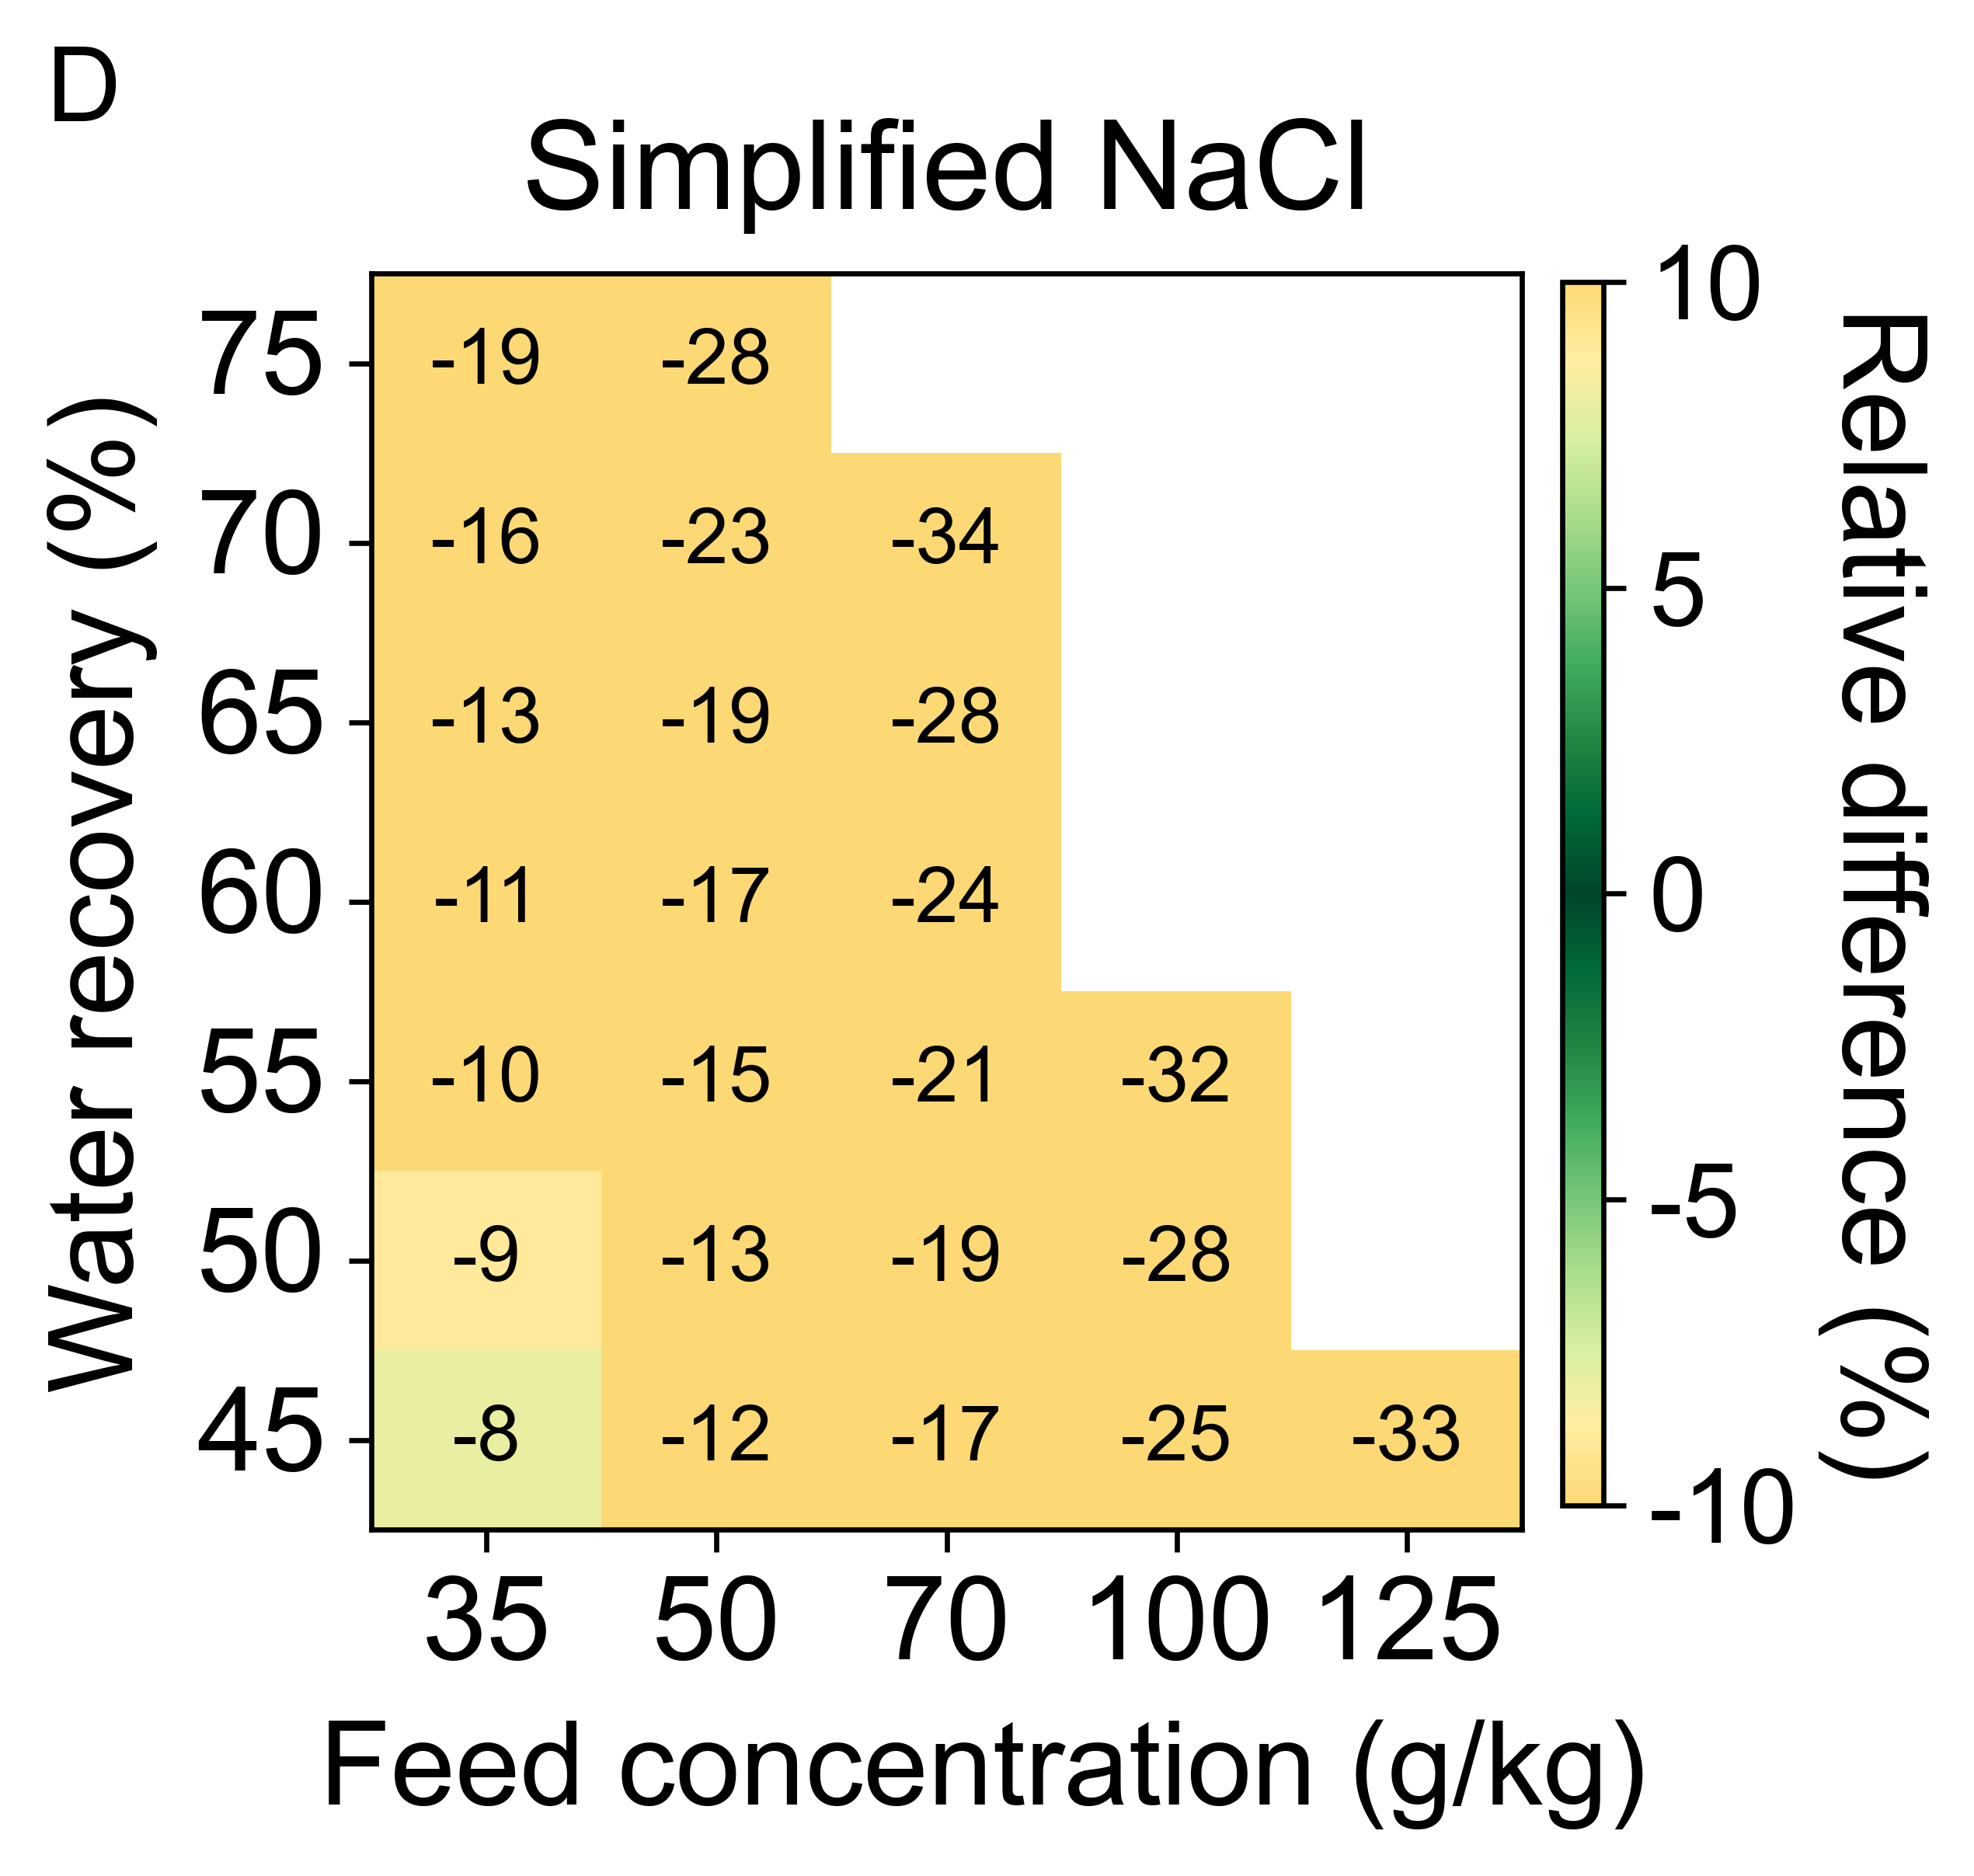 D
Simplified NaCl
Water recovery (%)
75 -19 -28
70 -16 -23 -34
65 -13 -19 -28
60 -11 -17 -24
55 -10 -15 -21 -32
50 -9 -13 -19 -28
45 -8 -12 -17 -25 -33
35 50 70 100 125
Feed concentration (g/kg)
10
5
0
-5
-10
Relative difference (%)